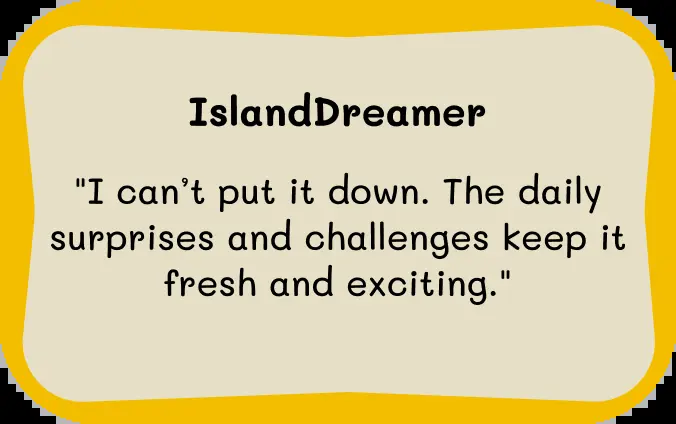 IslandDreamer
"I can’t put it down. The daily
surprises and challenges keep it
fresh and exciting."